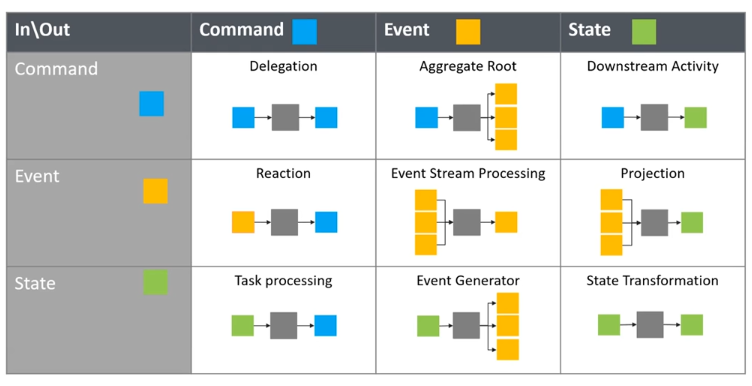 In\Out Command Event State
Command Delegation Aggregate Root Downstream Activity
Event Reaction Event Stream Processing Projection
State Task processing Event Generator State Transformation